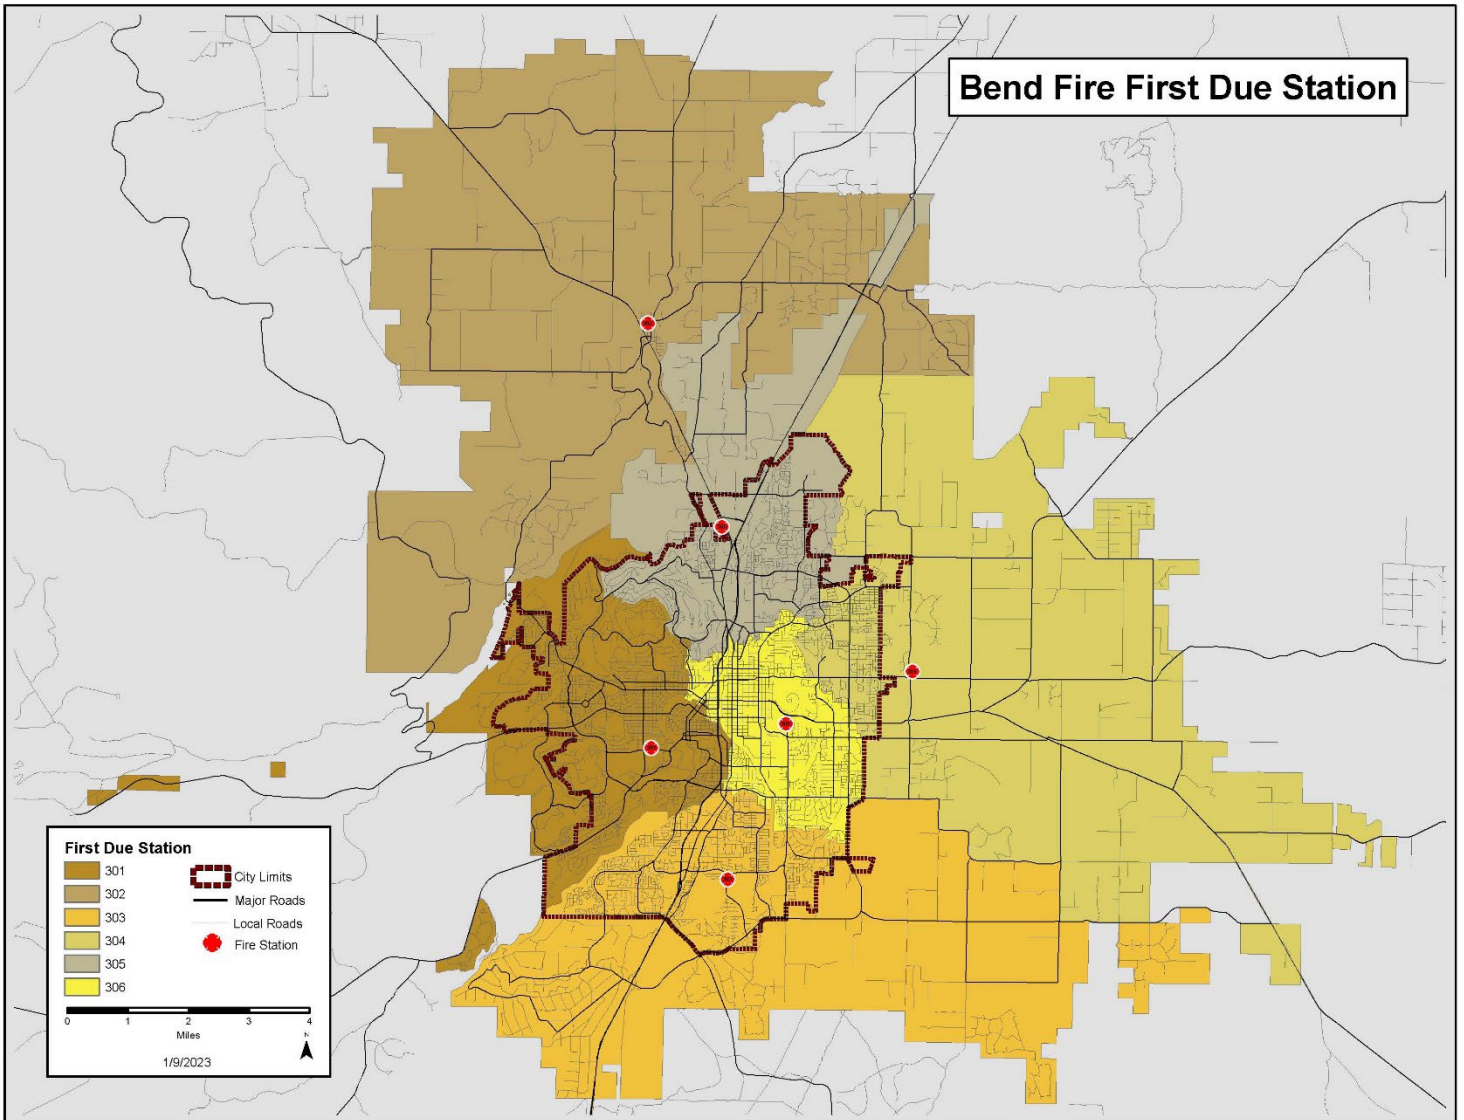 Bend Fire First Due Station
First Due Station
301
302
303
304
305
306
City Limits
Major Roads
Local Roads
Fire Station
0 1 2 3 4
Miles
N
1/9/2023